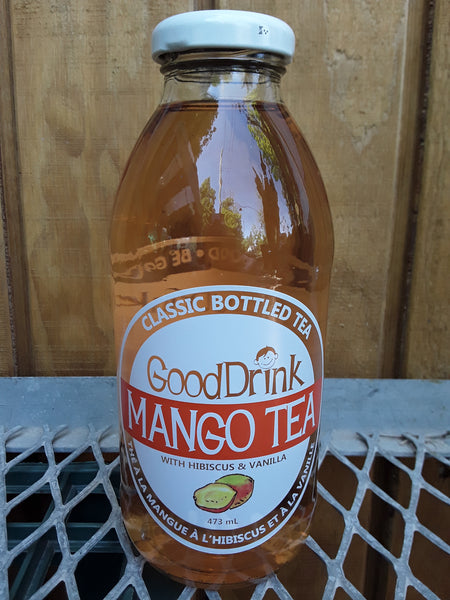 CLASSIC BOTTLED TEA
GOODDRiNK
MANGO TEA
WITH HIBISCUS & VANILLA
473 mL
THÉ À LA MANGUE À L'HIBISCUS ET À LA VANILLE